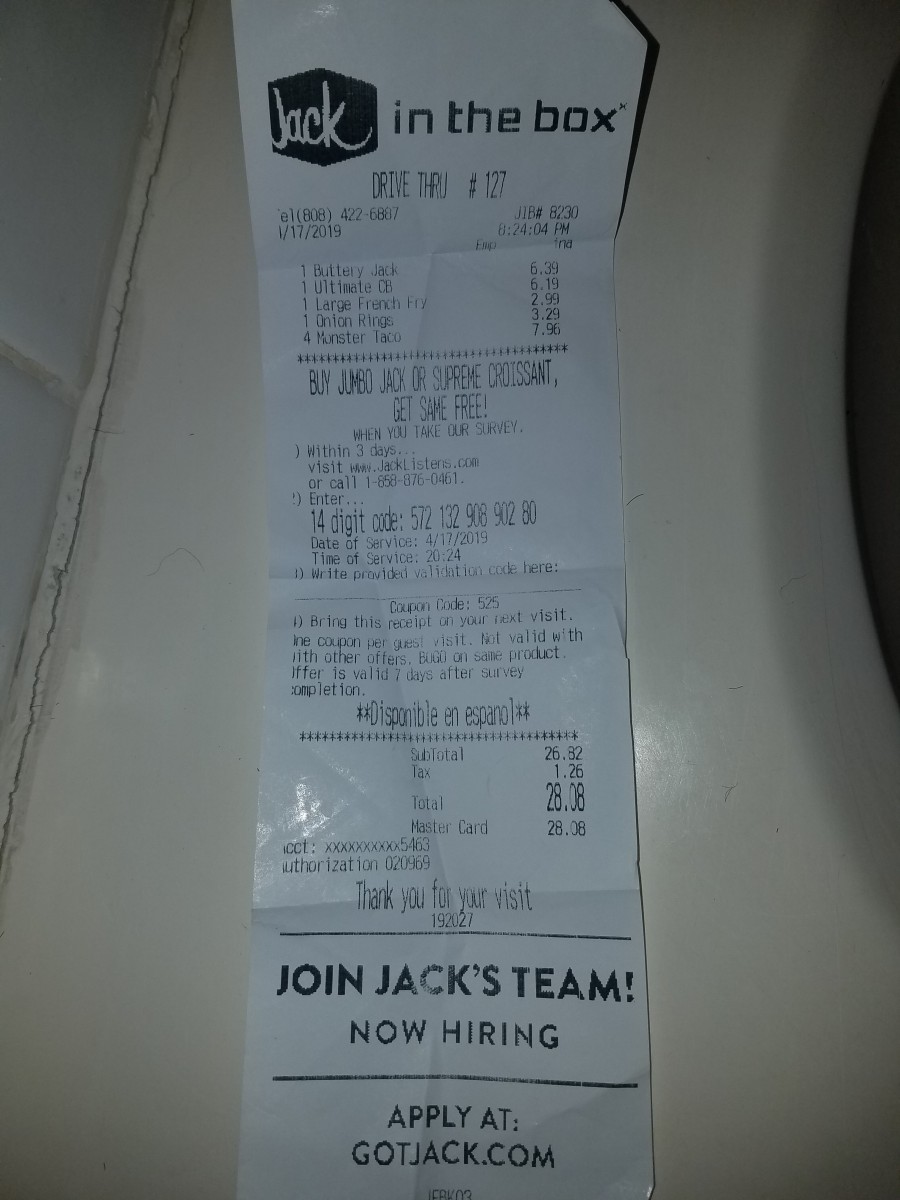 Jack in the box
DRIVE THRU # 127
el(808) 422-6887 JIB# 8230
/17/2019 8:24:04 PM
Emp ina
1 Buttery Jack 6.39
1 Ultimate CB 6.19
1 Large French Fry 2.99
1 Onion Rings 3.29
4 Monster Taco 7.96
***************************************
BUY JUMBO JACK OR SUPREME CROISSANT,
GET SAME FREE!
WHEN YOU TAKE OUR SURVEY.
) Within 3 days...
visit www.JackListens.com
or call 1-858-876-0461.
) Enter...
14 digit code: 572 132 908 902 80
Date of Service: 4/17/2019
Time of Service: 20:24
) Write provided validation code here:
Coupon Code: 525
) Bring this receipt on your next visit.
ne coupon per guest visit. Not valid with
ith other offers. BOGO on same product.
ffer is valid 7 days after survey
ompletion.
**Disponible en espanol**
***************************************
SubTotal 26.82
Tax 1.26
Total 28.08
Master Card 28.08
cct: xxxxxxxxxxx5463
uthorization 020969
Thank you for your visit
192027
JOIN JACK'S TEAM!
NOW HIRING
APPLY AT:
GOTJACK.COM